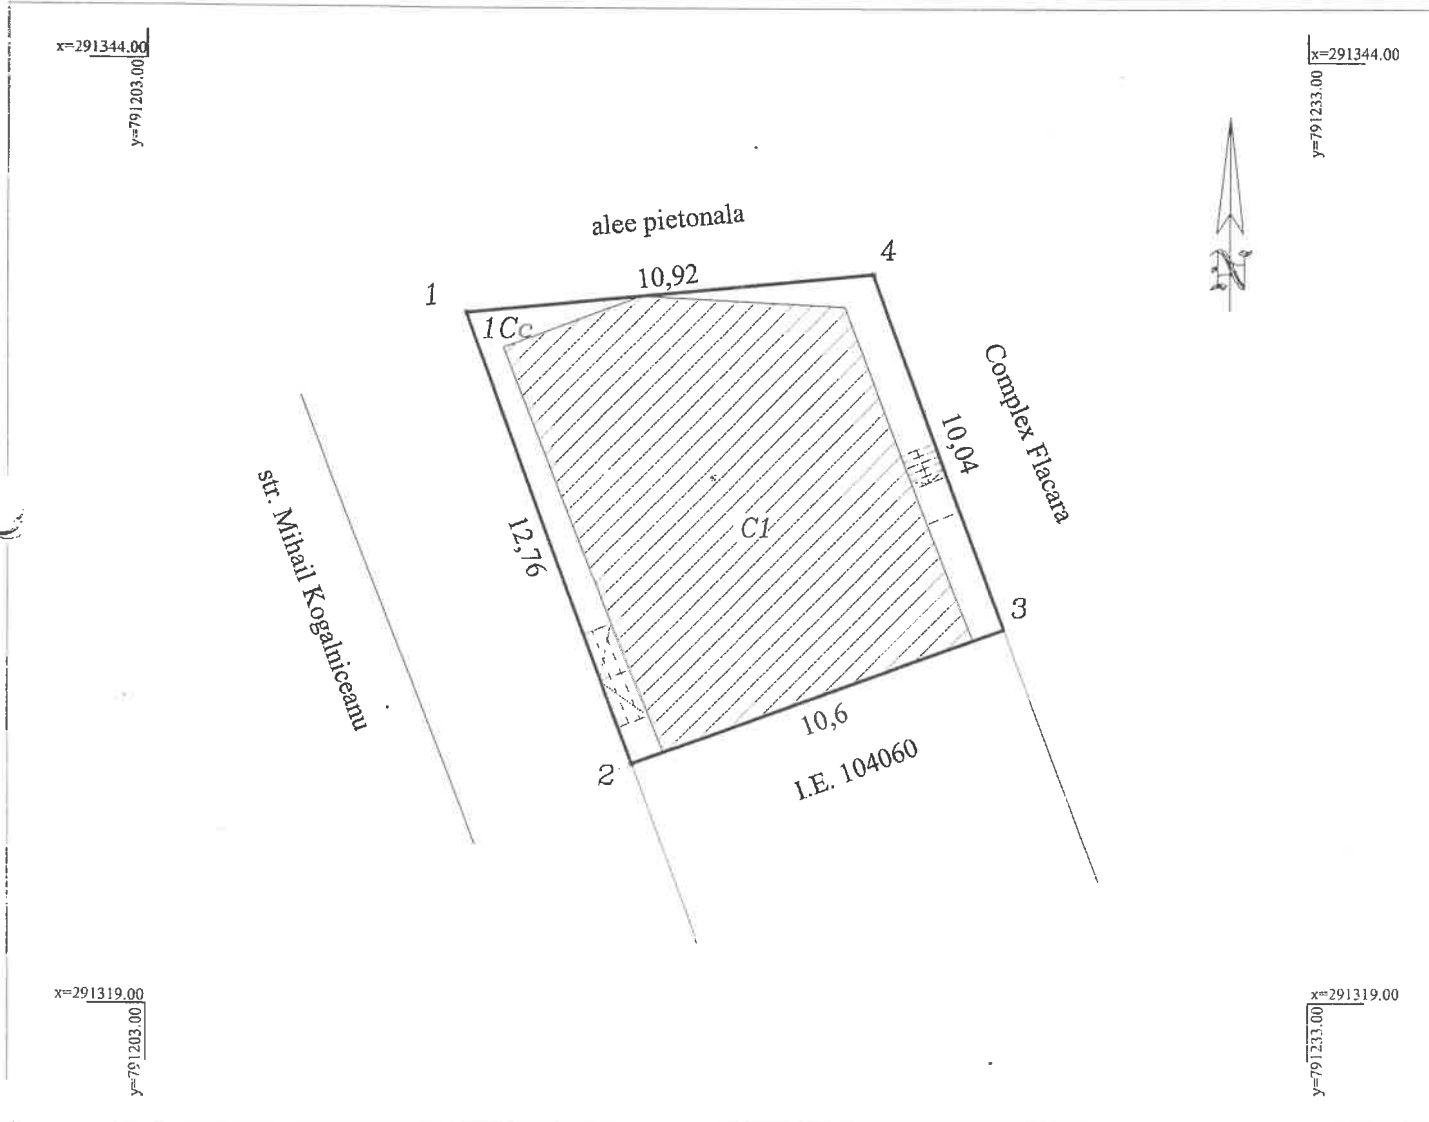 x=291344.00
y=791203.00
x=291344.00
y=791233.00
N
alee pietonala
10,92
1
4
1Cc
Complex Flacara
10,04
str. Mihail Kogalniceanu
12,76
C1
3
10,6
2
I.E. 104060
x=291319.00
y=791203.00
x=291319.00
y=791233.00